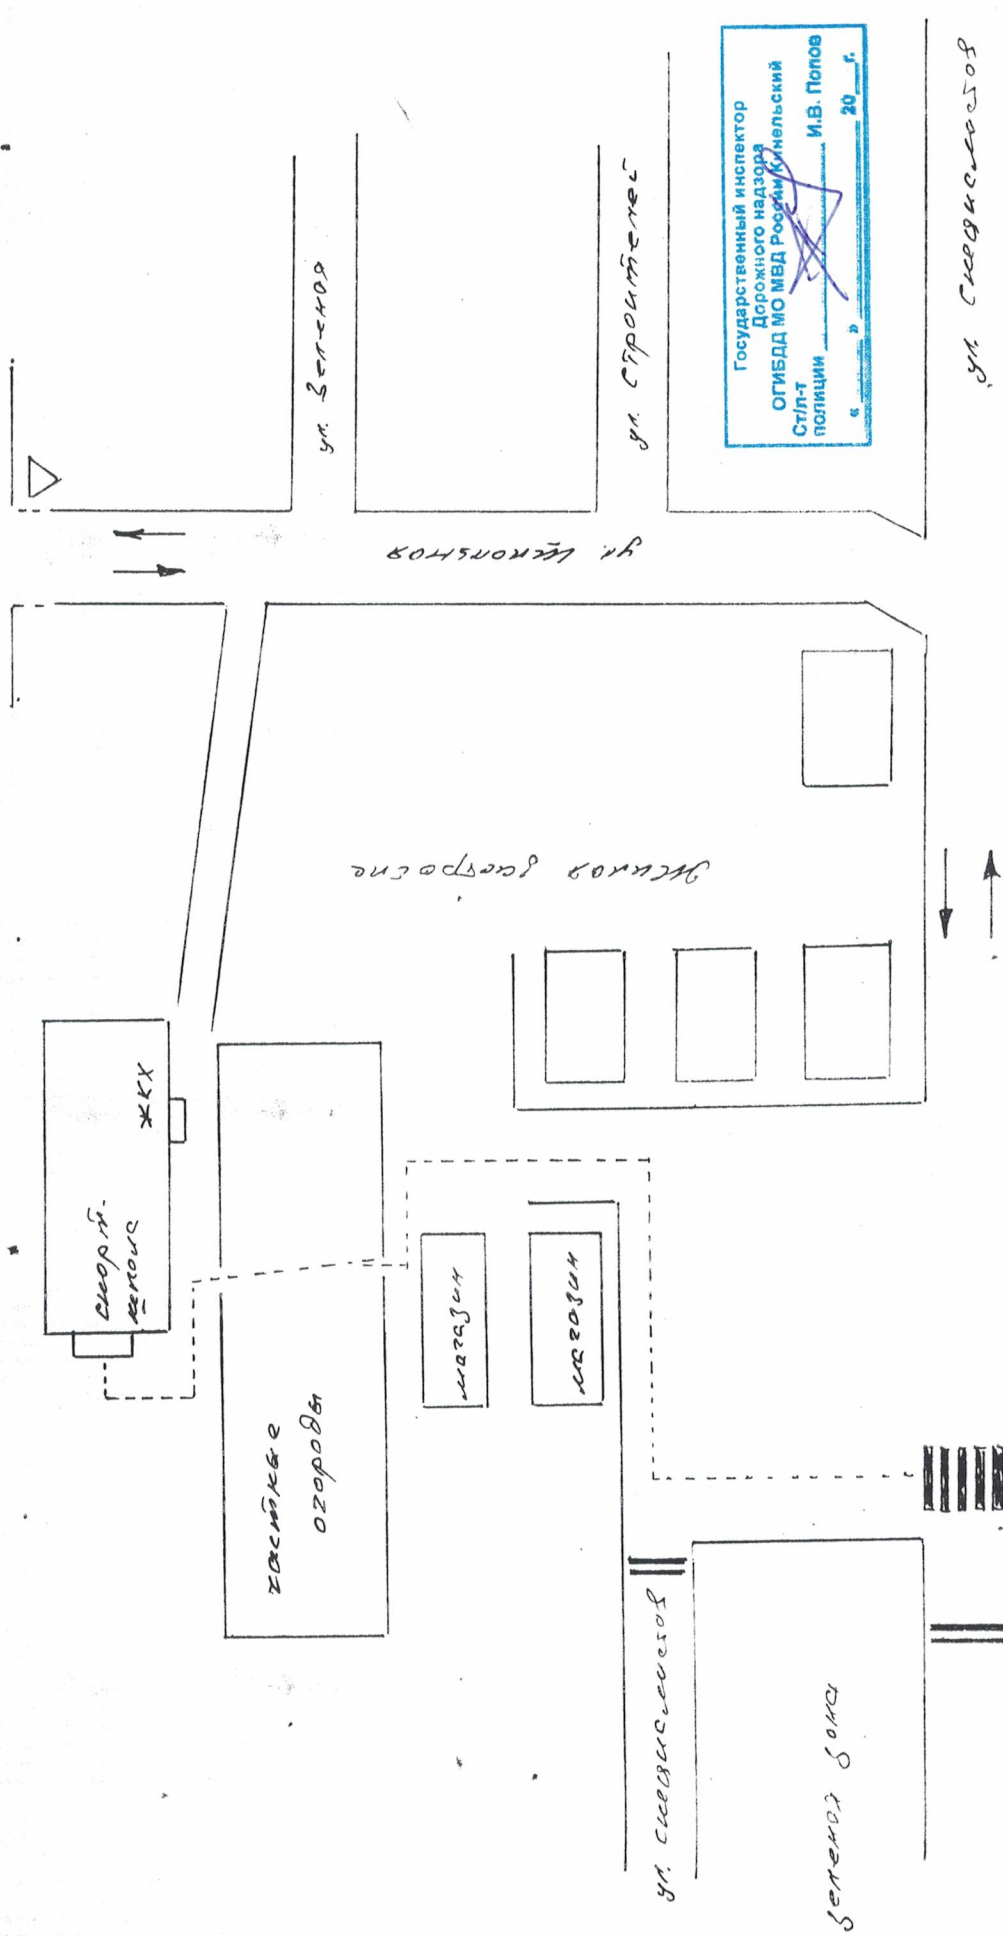 ул. Зеленая
ул. Строителей
Государственный инспектор
Дорожного надзора
ОГИБДД МО МВД России Кинельский
Ст/л-т
полиции И.В. Попов
« » 20 г.
ул. Специалистов
ул. Школьная
Жилая застройка
ЖКХ
спорт-
школа
частные
огороды
магазин
магазин
ул. специалистов
зеленая зона